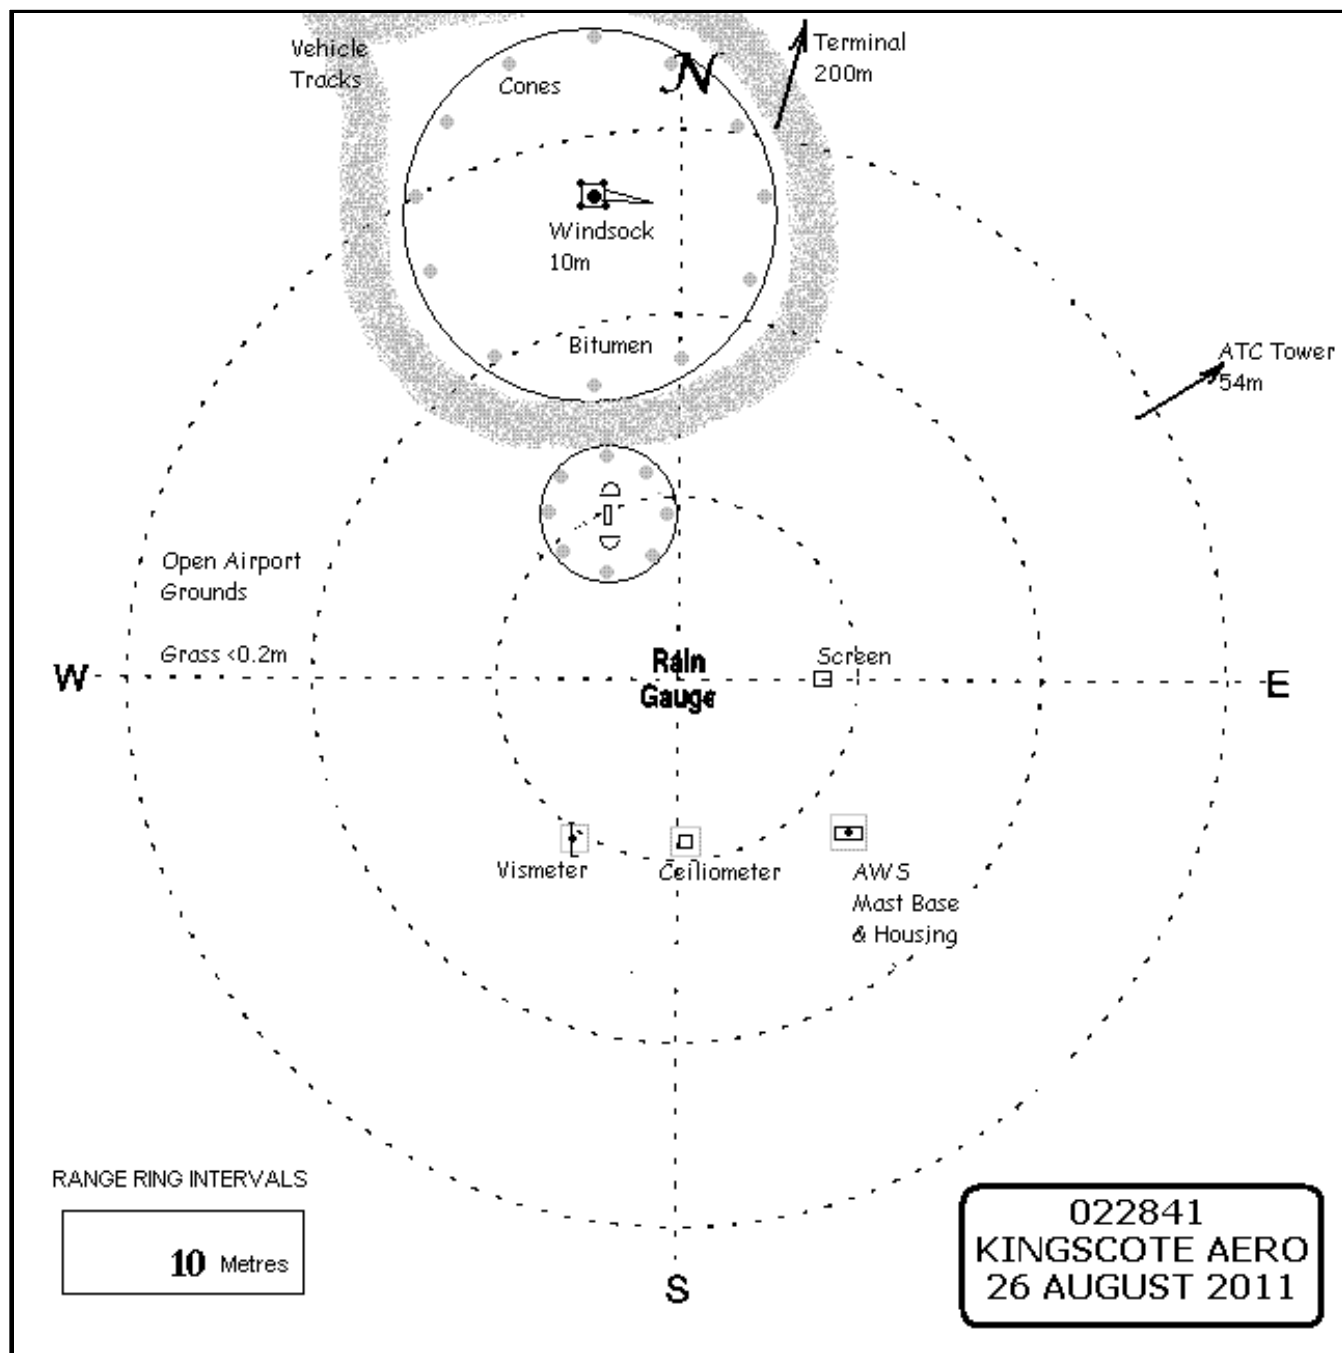 Vehicle
Tracks
Cones
N
Terminal
200m
Windsock
10m
Bitumen
ATC Tower
54m
Open Airport
Grounds
Grass <0.2m
W
Rain
Gauge
Screen
E
Vismeter
Ceiliometer
AWS
Mast Base
& Housing
RANGE RING INTERVALS
10 Metres
S
022841
KINGSCOTE AERO
26 AUGUST 2011